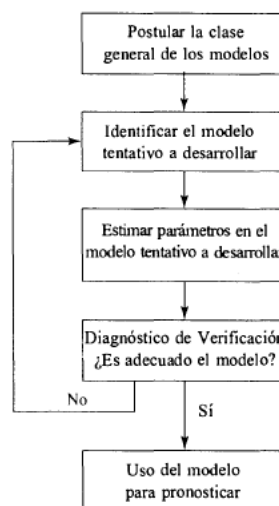 Postular la clase
general de los modelos
Identificar el modelo
tentativo a desarrollar
Estimar parámetros en el
modelo tentativo a desarrollar
Diagnóstico de Verificación
¿Es adecuado el modelo?
No
Sí
Uso del modelo
para pronosticar